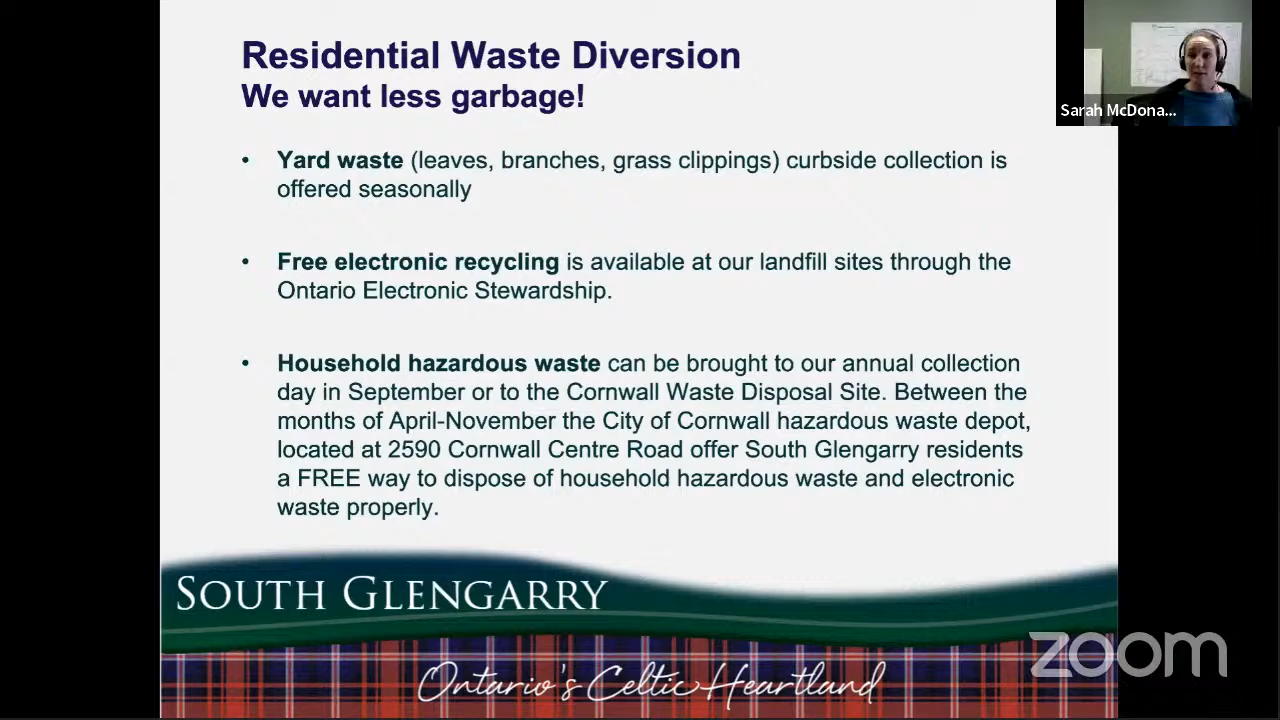 Residential Waste Diversion
We want less garbage!
• Yard waste (leaves, branches, grass clippings) curbside collection is
offered seasonally
• Free electronic recycling is available at our landfill sites through the
Ontario Electronic Stewardship.
• Household hazardous waste can be brought to our annual collection
day in September or to the Cornwall Waste Disposal Site. Between the
months of April-November the City of Cornwall hazardous waste depot,
located at 2590 Cornwall Centre Road offer South Glengarry residents
a FREE way to dispose of household hazardous waste and electronic
waste properly.
SOUTH GLENGARRY
Ontario's Celtic Heartland
Sarah McDona...
zoom